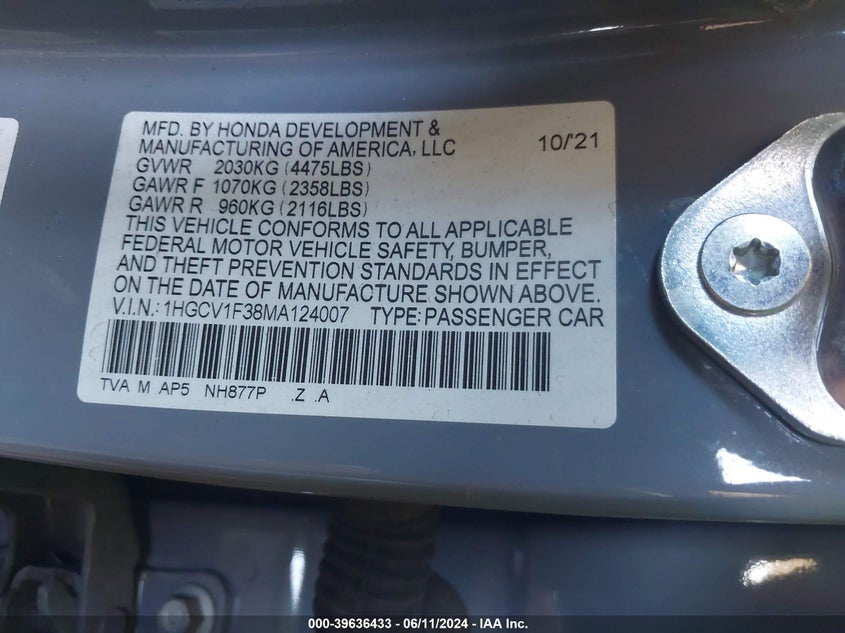 MFD. BY HONDA DEVELOPMENT &
MANUFACTURING OF AMERICA, LLC 10/'21
GVWR 2030KG (4475LBS)
GAWR F 1070KG (2358LBS)
GAWR R 960KG (2116LBS)
THIS VEHICLE CONFORMS TO ALL APPLICABLE
FEDERAL MOTOR VEHICLE SAFETY, BUMPER,
AND THEFT PREVENTION STANDARDS IN EFFECT
ON THE DATE OF MANUFACTURE SHOWN ABOVE.
V.I.N.: 1HGCV1F38MA124007 TYPE: PASSENGER CAR
TVA M AP5 NH877P .Z .A
000-39636433 - 06/11/2024 - IAA Inc.